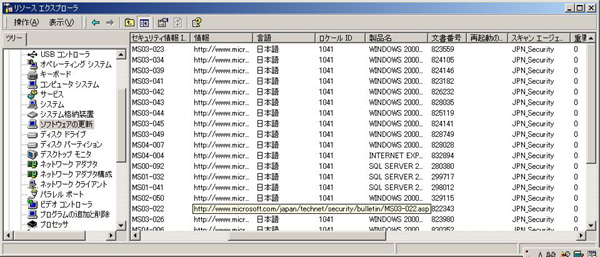 リソース エクスプローラ
操作(A) 表示(V)
ツリー
USB コントローラ
オペレーティング システム
キーボード
コンピュータ システム
サービス
システム
システム格納装置
ソフトウェアの更新
ディスク ドライブ
ディスク パーティション
デスクトップ モニタ
ネットワーク アダプタ
ネットワーク アダプタ構成
ネットワーク クライアント
パラレル ポート
ビデオ コントローラ
プログラムの追加と削除
プロセッサ
セキュリティ情報 I... 情報 言語 ロケール ID 製品名 文書番号 再起動の... スキャン エージェ... 重要
MS03-023 http://www.micr... 日本語 1041 WINDOWS 2000... 823559 JPN_Security 0
MS03-034 http://www.micr... 日本語 1041 WINDOWS 2000... 824105 JPN_Security 0
MS03-041 http://www.micr... 日本語 1041 WINDOWS 2000... 823182 JPN_Security 0
MS03-042 http://www.micr... 日本語 1041 WINDOWS 2000... 826232 JPN_Security 0
MS03-043 http://www.micr... 日本語 1041 WINDOWS 2000... 828035 JPN_Security 0
MS03-044 http://www.micr... 日本語 1041 WINDOWS 2000... 825119 JPN_Security 0
MS03-045 http://www.micr... 日本語 1041 WINDOWS 2000... 824141 JPN_Security 0
MS03-049 http://www.micr... 日本語 1041 WINDOWS 2000... 828749 JPN_Security 0
MS04-007 http://www.micr... 日本語 1041 WINDOWS 2000... 828028 JPN_Security 0
MS04-004 http://www.micr... 日本語 1041 INTERNET EXP... 832894 JPN_Security 0
MS00-092 http://www.micr... 日本語 1041 SQL SERVER 2... 280380 JPN_Security 0
MS01-032 http://www.micr... 日本語 1041 SQL SERVER 2... 299717 JPN_Security 0
MS01-041 http://www.micr... 日本語 1041 SQL SERVER 2... 298012 JPN_Security 0
MS02-050 http://www.micr... 日本語 1041 WINDOWS 2000... 329115 JPN_Security 0
MS03-022 http://www.microsoft.com/japan/technet/security/bulletin/MS03-022.asp 822343 JPN_Security 0
MS03-026 http://www.micr... 日本語 1041 WINDOWS 2000... 823980 JPN_Security 0
MS04-006 http://www.micr... 日本語 1041 WINDOWS 2000... 830352 JPN_Security 0